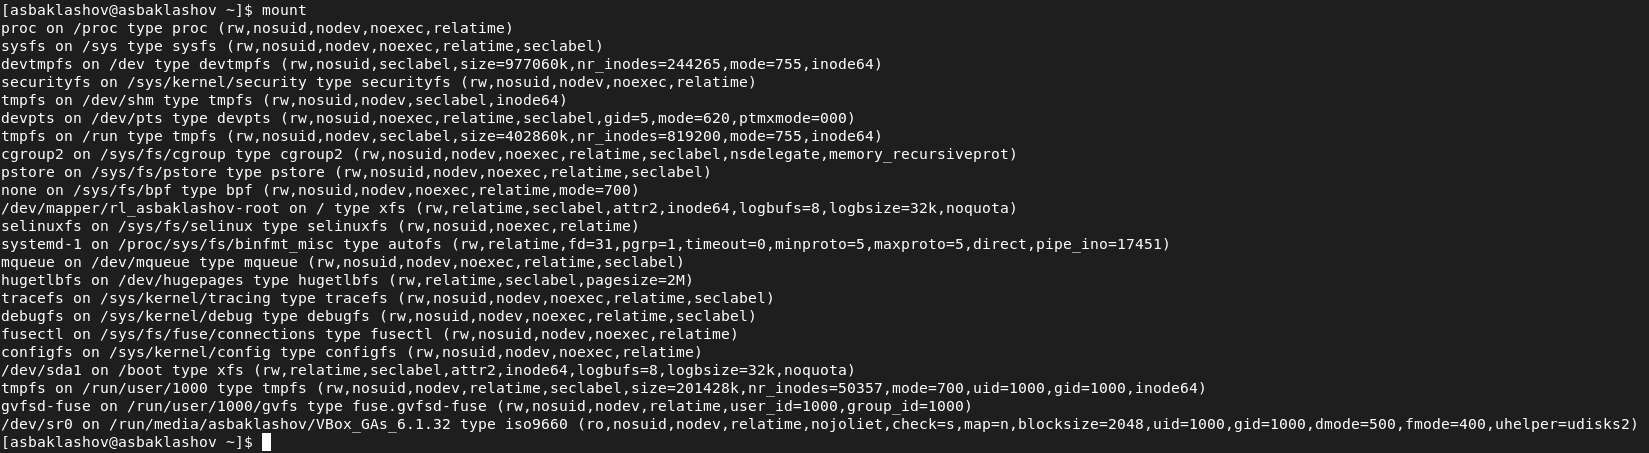 [asbaklashov@asbaklashov ~]$ mount
proc on /proc type proc (rw,nosuid,nodev,noexec,relatime)
sysfs on /sys type sysfs (rw,nosuid,nodev,noexec,relatime,seclabel)
devtmpfs on /dev type devtmpfs (rw,nosuid,seclabel,size=977060k,nr_inodes=244265,mode=755,inode64)
securityfs on /sys/kernel/security type securityfs (rw,nosuid,nodev,noexec,relatime)
tmpfs on /dev/shm type tmpfs (rw,nosuid,nodev,seclabel,inode64)
devpts on /dev/pts type devpts (rw,nosuid,noexec,relatime,seclabel,gid=5,mode=620,ptmxmode=000)
tmpfs on /run type tmpfs (rw,nosuid,nodev,seclabel,size=402860k,nr_inodes=819200,mode=755,inode64)
cgroup2 on /sys/fs/cgroup type cgroup2 (rw,nosuid,nodev,noexec,relatime,seclabel,nsdelegate,memory_recursiveprot)
pstore on /sys/fs/pstore type pstore (rw,nosuid,nodev,noexec,relatime,seclabel)
none on /sys/fs/bpf type bpf (rw,nosuid,nodev,noexec,relatime,mode=700)
/dev/mapper/rl_asbaklashov-root on / type xfs (rw,relatime,seclabel,attr2,inode64,logbufs=8,logbsize=32k,noquota)
selinuxfs on /sys/fs/selinux type selinuxfs (rw,nosuid,noexec,relatime)
systemd-1 on /proc/sys/fs/binfmt_misc type autofs (rw,relatime,fd=31,pgrp=1,timeout=0,minproto=5,maxproto=5,direct,pipe_ino=17451)
mqueue on /dev/mqueue type mqueue (rw,nosuid,nodev,noexec,relatime,seclabel)
hugetlbfs on /dev/hugepages type hugetlbfs (rw,relatime,seclabel,pagesize=2M)
tracefs on /sys/kernel/tracing type tracefs (rw,nosuid,nodev,noexec,relatime,seclabel)
debugfs on /sys/kernel/debug type debugfs (rw,nosuid,nodev,noexec,relatime,seclabel)
fusectl on /sys/fs/fuse/connections type fusectl (rw,nosuid,nodev,noexec,relatime)
configfs on /sys/kernel/config type configfs (rw,nosuid,nodev,noexec,relatime)
/dev/sda1 on /boot type xfs (rw,relatime,seclabel,attr2,inode64,logbufs=8,logbsize=32k,noquota)
tmpfs on /run/user/1000 type tmpfs (rw,nosuid,nodev,relatime,seclabel,size=201428k,nr_inodes=50357,mode=700,uid=1000,gid=1000,inode64)
gvfsd-fuse on /run/user/1000/gvfs type fuse.gvfsd-fuse (rw,nosuid,nodev,relatime,user_id=1000,group_id=1000)
/dev/sr0 on /run/media/asbaklashov/VBox_GAs_6.1.32 type iso9660 (ro,nosuid,nodev,relatime,nojoliet,check=s,map=n,blocksize=2048,uid=1000,gid=1000,dmode=500,fmode=400,uhelper=udisks2)
[asbaklashov@asbaklashov ~]$